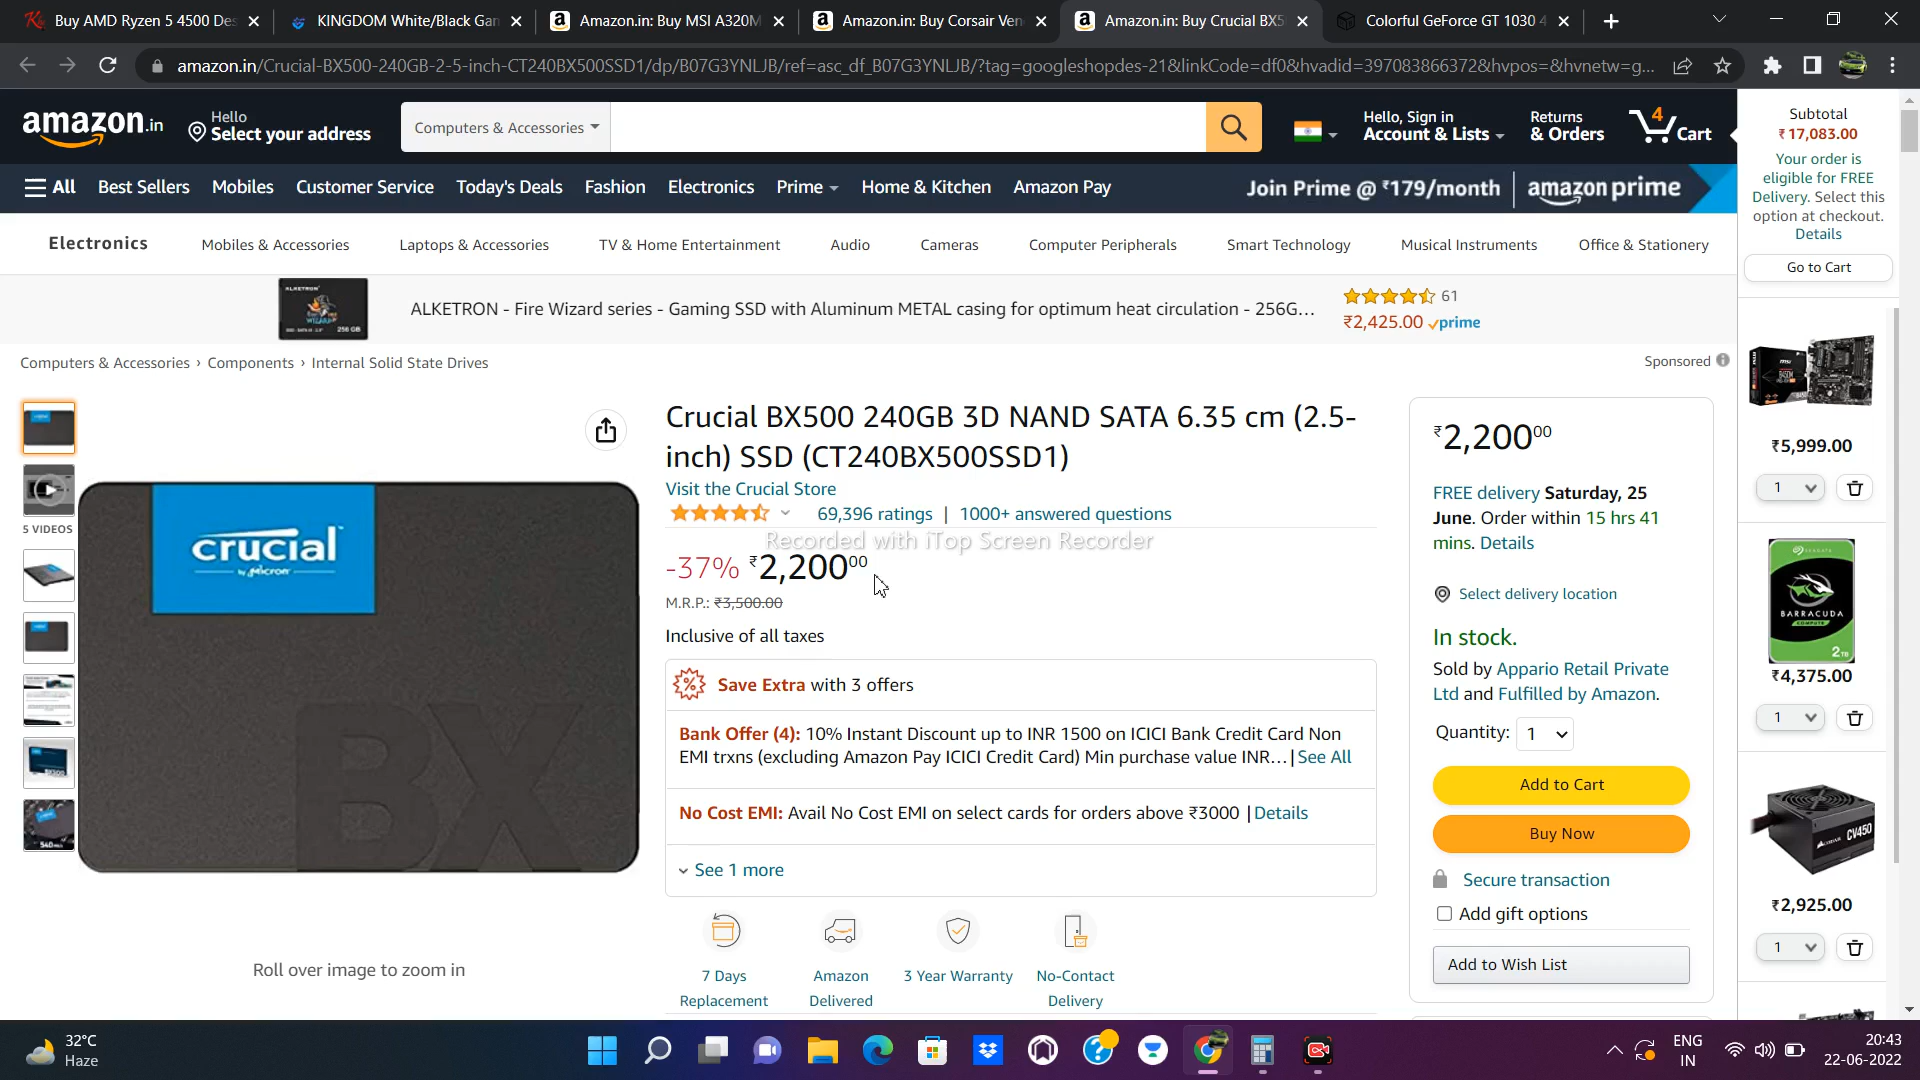 Buy AMD Ryzen 5 4500 Des
KINGDOM White/Black Gam
Amazon.in: Buy MSI A320M
Amazon.in: Buy Corsair Ven
Amazon.in: Buy Crucial BX5
Colorful GeForce GT 1030 4
amazon.in/Crucial-BX500-240GB-2-5-inch-CT240BX500SSD1/dp/B07G3YNLJB/ref=asc_df_B07G3YNLJB/?tag=googleshopdes-21&linkCode=df0&hvadid=397083866372&hvpos=&hvnetw=g...
amazon.in
Hello
Select your address
Computers & Accessories
Hello, Sign in
Account & Lists
Returns
& Orders
4
Cart
All
Best Sellers
Mobiles
Customer Service
Today's Deals
Fashion
Electronics
Prime
Home & Kitchen
Amazon Pay
Join Prime @ ₹179/month
amazon prime
Electronics
Mobiles & Accessories
Laptops & Accessories
TV & Home Entertainment
Audio
Cameras
Computer Peripherals
Smart Technology
Musical Instruments
Office & Stationery
ALKETRON
WIZARD
256 GB
ALKETRON - Fire Wizard series - Gaming SSD with Aluminum METAL casing for optimum heat circulation - 256G...
61
₹2,425.00 prime
Computers & Accessories › Components › Internal Solid State Drives
Sponsored
5 VIDEOS
540 MB/s
crucial
by Micron
BX
Roll over image to zoom in
Crucial BX500 240GB 3D NAND SATA 6.35 cm (2.5-
inch) SSD (CT240BX500SSD1)
Visit the Crucial Store
69,396 ratings | 1000+ answered questions
Recorded with iTop Screen Recorder
-37% ₹2,200.00
M.R.P.: ₹3,500.00
Inclusive of all taxes
Save Extra with 3 offers
Bank Offer (4): 10% Instant Discount up to INR 1500 on ICICI Bank Credit Card Non
EMI trxns (excluding Amazon Pay ICICI Credit Card) Min purchase value INR... | See All
No Cost EMI: Avail No Cost EMI on select cards for orders above ₹3000 | Details
See 1 more
7 Days
Replacement
Amazon
Delivered
3 Year Warranty
No-Contact
Delivery
₹2,200.00
FREE delivery Saturday, 25
June. Order within 15 hrs 41
mins. Details
Select delivery location
In stock.
Sold by Appario Retail Private
Ltd and Fulfilled by Amazon.
Quantity: 1
Add to Cart
Buy Now
Secure transaction
Add gift options
Add to Wish List
Subtotal
₹17,083.00
Your order is
eligible for FREE
Delivery. Select this
option at checkout.
Details
Go to Cart
₹5,999.00
1
BARRACUDA
COMPUTE
2TB
₹4,375.00
1
CV450
₹2,925.00
1
32°C
Haze
ENG
IN
20:43
22-06-2022